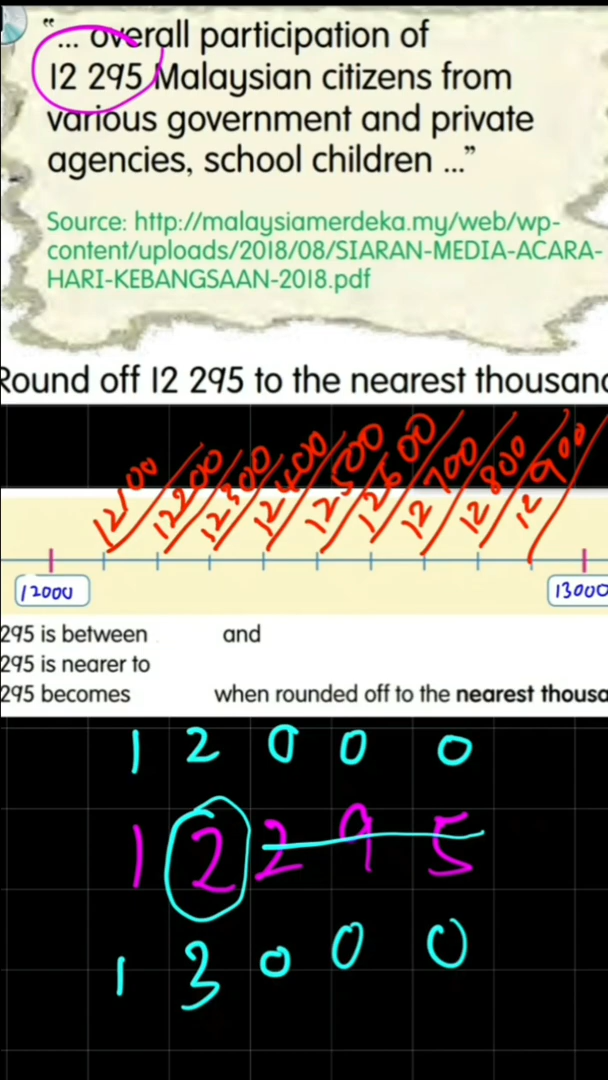 "... overall participation of
12 295 Malaysian citizens from
various government and private
agencies, school children ..."
Source: http://malaysiamerdeka.my/web/wp-
content/uploads/2018/08/SIARAN-MEDIA-ACARA-
HARI-KEBANGSAAN-2018.pdf
Round off 12 295 to the nearest thousand
12100 12200 12300 12400 12500 12600 12700 12800 12900
12000 13000
295 is between and
295 is nearer to
295 becomes when rounded off to the nearest thousa
1 2 0 0 0
1 2 2 9 5
1 3 0 0 0